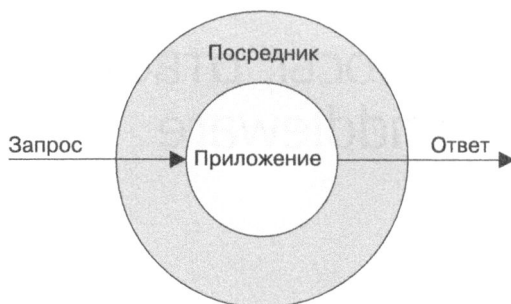 Посредник
Запрос
Приложение
Ответ